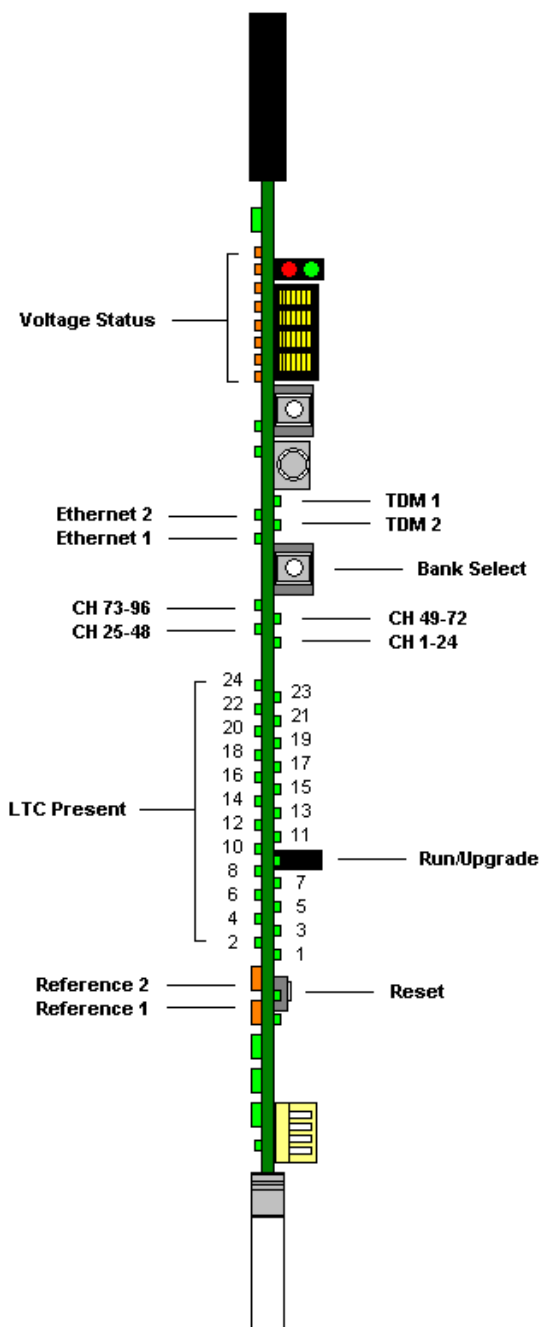 Voltage Status
TDM 1
Ethernet 2
TDM 2
Ethernet 1
Bank Select
CH 73-96
CH 49-72
CH 25-48
CH 1-24
24
23
22
21
20
19
18
17
16
15
14
LTC Present
13
12
11
10
Run/Upgrade
8
7
6
5
4
3
2
1
Reference 2
Reset
Reference 1